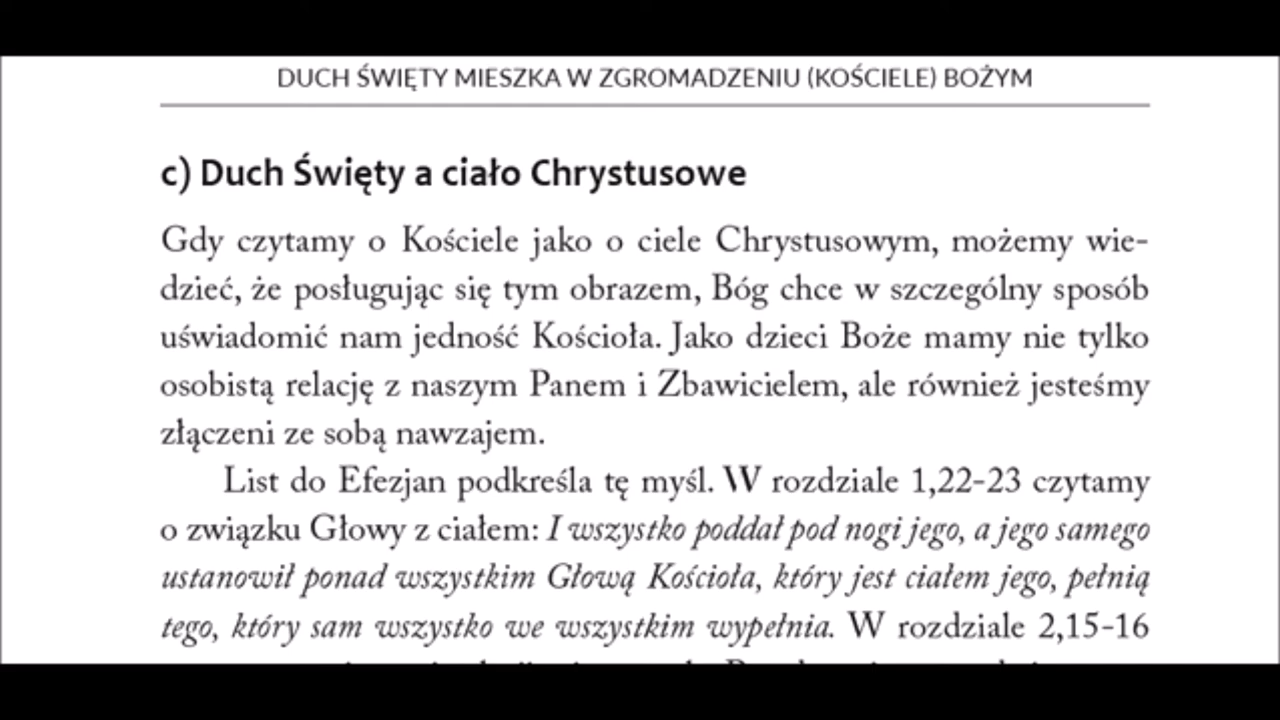 DUCH ŚWIĘTY MIESZKA W ZGROMADZENIU (KOŚCIELE) BOŻYM
c) Duch Święty a ciało Chrystusowe
Gdy czytamy o Kościele jako o ciele Chrystusowym, możemy wie-
dzieć, że posługując się tym obrazem, Bóg chce w szczególny sposób
uświadomić nam jedność Kościoła. Jako dzieci Boże mamy nie tylko
osobistą relację z naszym Panem i Zbawicielem, ale również jesteśmy
złączeni ze sobą nawzajem.
List do Efezjan podkreśla tę myśl. W rozdziale 1,22-23 czytamy
o związku Głowy z ciałem: I wszystko poddał pod nogi jego, a jego samego
ustanowił ponad wszystkim Głową Kościoła, który jest ciałem jego, pełnią
tego, który sam wszystko we wszystkim wypełnia. W rozdziale 2,15-16